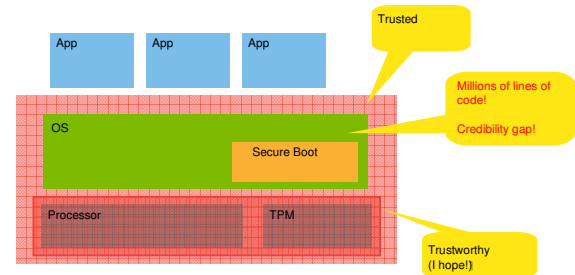 Trusted
App
App
App
Millions of lines of
code!
Credibility gap!
OS
Secure Boot
Processor
TPM
Trustworthy
(I hope!)